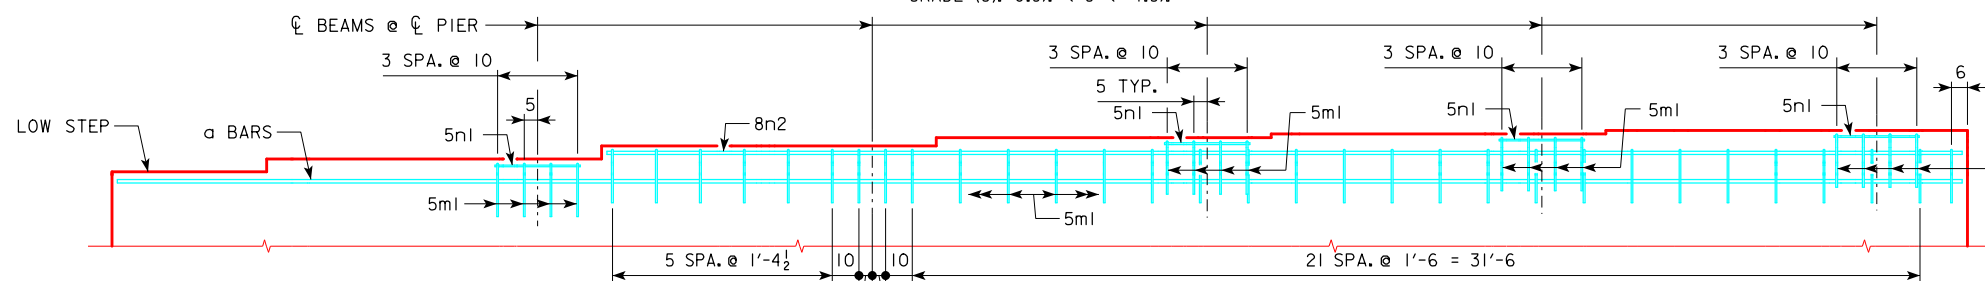 ℄ BEAMS @ ℄ PIER
3 SPA. @ 10
3 SPA. @ 10
3 SPA. @ 10
3 SPA. @ 10
5 TYP.
6
5
LOW STEP
a BARS
5n1
8n2
5n1
5m1
5n1
5m1
5n1
5m1
5m1
5 SPA. @ 1'-4½
10
10
21 SPA. @ 1'-6 = 31'-6